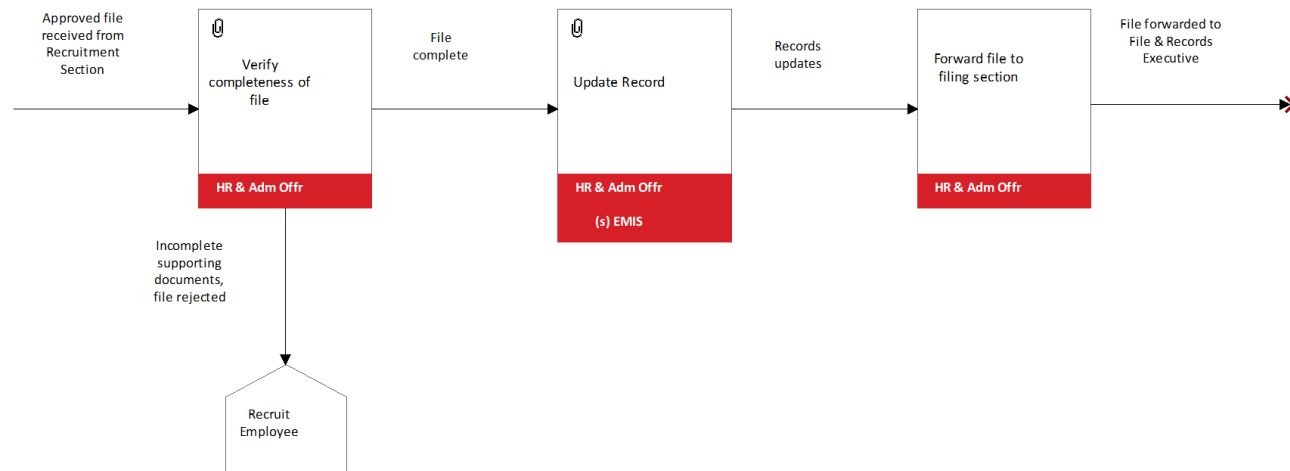 Approved file
received from
Recruitment
Section
Verify
completeness of
file
HR & Adm Offr
File
complete
Update Record
HR & Adm Offr
(s) EMIS
Records
updates
Forward file to
filing section
HR & Adm Offr
File forwarded to
File & Records
Executive
Incomplete
supporting
documents,
file rejected
Recruit
Employee